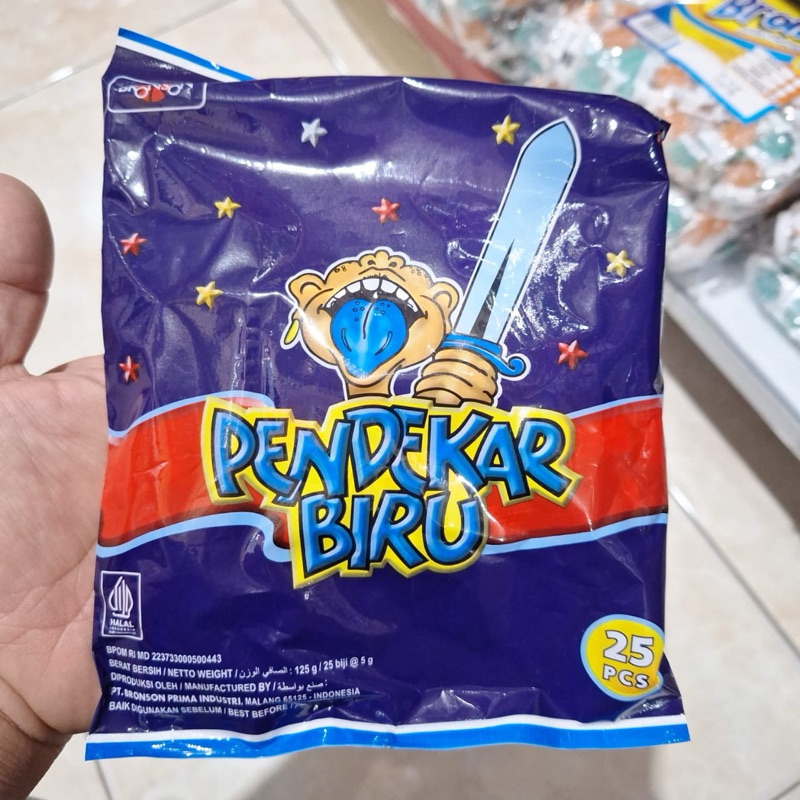 PENDEKAR
BIRU
HALAL
INDONESIA
BPOM RI MD 223733000500443
BERAT BERSIH / NETTO WEIGHT / الوزن الصافي : 125 g / 25 biji @ 5 g
DIPRODUKSI OLEH / MANUFACTURED BY / صنع بواسطة :
PT. BRONSON PRIMA INDUSTRI, MALANG 65125 - INDONESIA
BAIK DIGUNAKAN SEBELUM / BEST BEFORE /
25
PCS